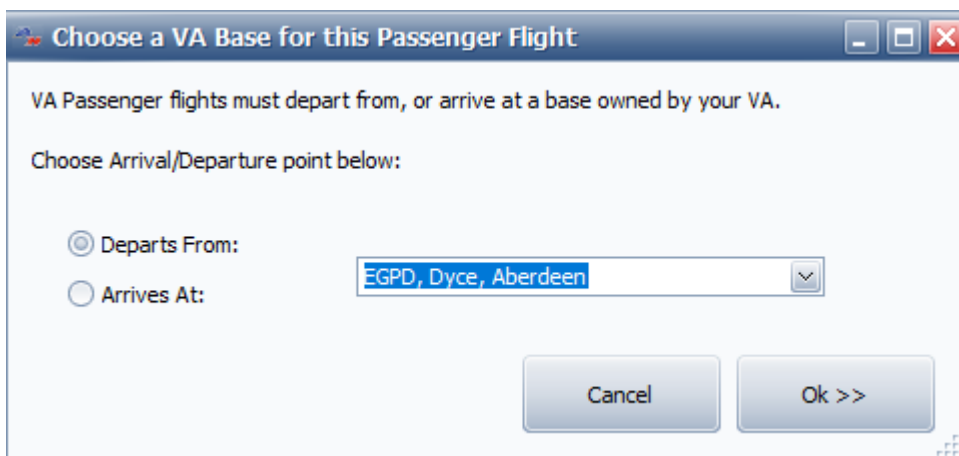 Choose a VA Base for this Passenger Flight
VA Passenger flights must depart from, or arrive at a base owned by your VA.
Choose Arrival/Departure point below:
Departs From:
EGPD, Dyce, Aberdeen
Arrives At:
Cancel
Ok >>